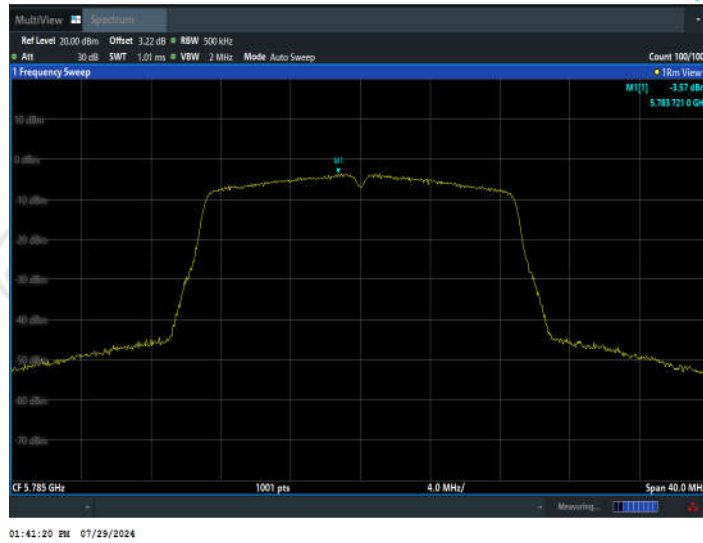 MultiView Spectrum
Ref Level 20.00 dBm Offset 3.22 dB RBW 500 kHz
Att 30 dB SWT 1.01 ms VBW 2 MHz Mode Auto Sweep Count 100/100
1 Frequency Sweep 1Rm View
M1[1] -3.57 dBm
5.783 721 0 GH
M1
10 dBm
0 dBm
-10 dBm
-20 dBm
-30 dBm
-40 dBm
-50 dBm
-60 dBm
-70 dBm
CF 5.785 GHz 1001 pts 4.0 MHz/ Span 40.0 MH
Measuring...
01:41:20 PM 07/29/2024